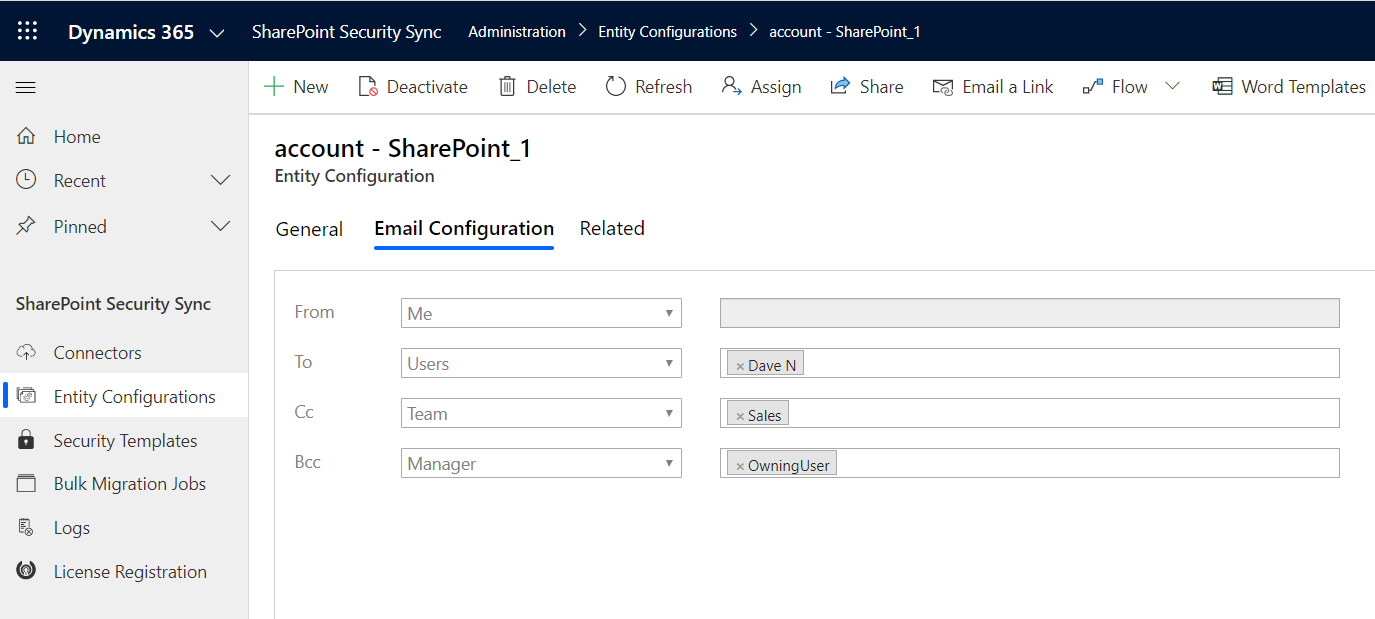 Dynamics 365 SharePoint Security Sync Administration > Entity Configurations > account - SharePoint_1
New Deactivate Delete Refresh Assign Share Email a Link Flow Word Templates
Home
Recent
Pinned
SharePoint Security Sync
Connectors
Entity Configurations
Security Templates
Bulk Migration Jobs
Logs
License Registration
account - SharePoint_1
Entity Configuration
General Email Configuration Related
From Me
To Users × Dave N
Cc Team × Sales
Bcc Manager × OwningUser